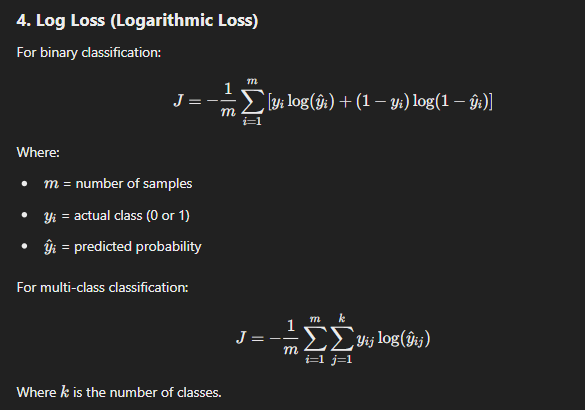 4. Log Loss (Logarithmic Loss)
For binary classification:
J = -\frac{1}{m} \sum_{i=1}^{m} [y_i \log(\hat{y}_i) + (1 - y_i) \log(1 - \hat{y}_i)]
Where:
• m = number of samples
• y_i = actual class (0 or 1)
• \hat{y}_i = predicted probability
For multi-class classification:
J = -\frac{1}{m} \sum_{i=1}^{m} \sum_{j=1}^{k} y_{ij} \log(\hat{y}_{ij})
Where k is the number of classes.